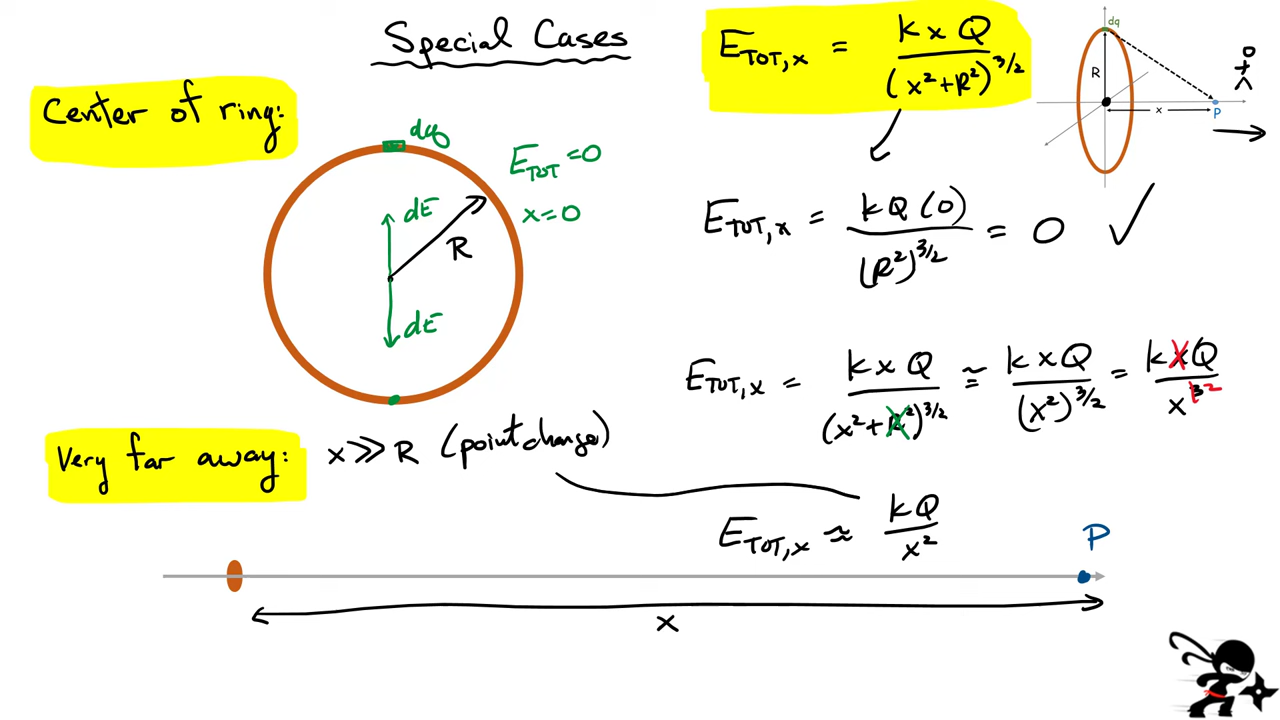 Special Cases
E_TOT,x = kxQ / (x² + R²)^3/2
dq
R
x
P
Center of ring:
dq
E_TOT = 0
x = 0
dE
R
dE
E_TOT,x = kQ(0) / (R²)^3/2 = 0 ✓
E_TOT,x = kxQ / (x² + R²)^3/2 ≃ kxQ / (x²)^3/2 = kxQ / x³ 2
Very far away: x >> R (point charge)
E_TOT,x ≈ kQ / x²
P
x